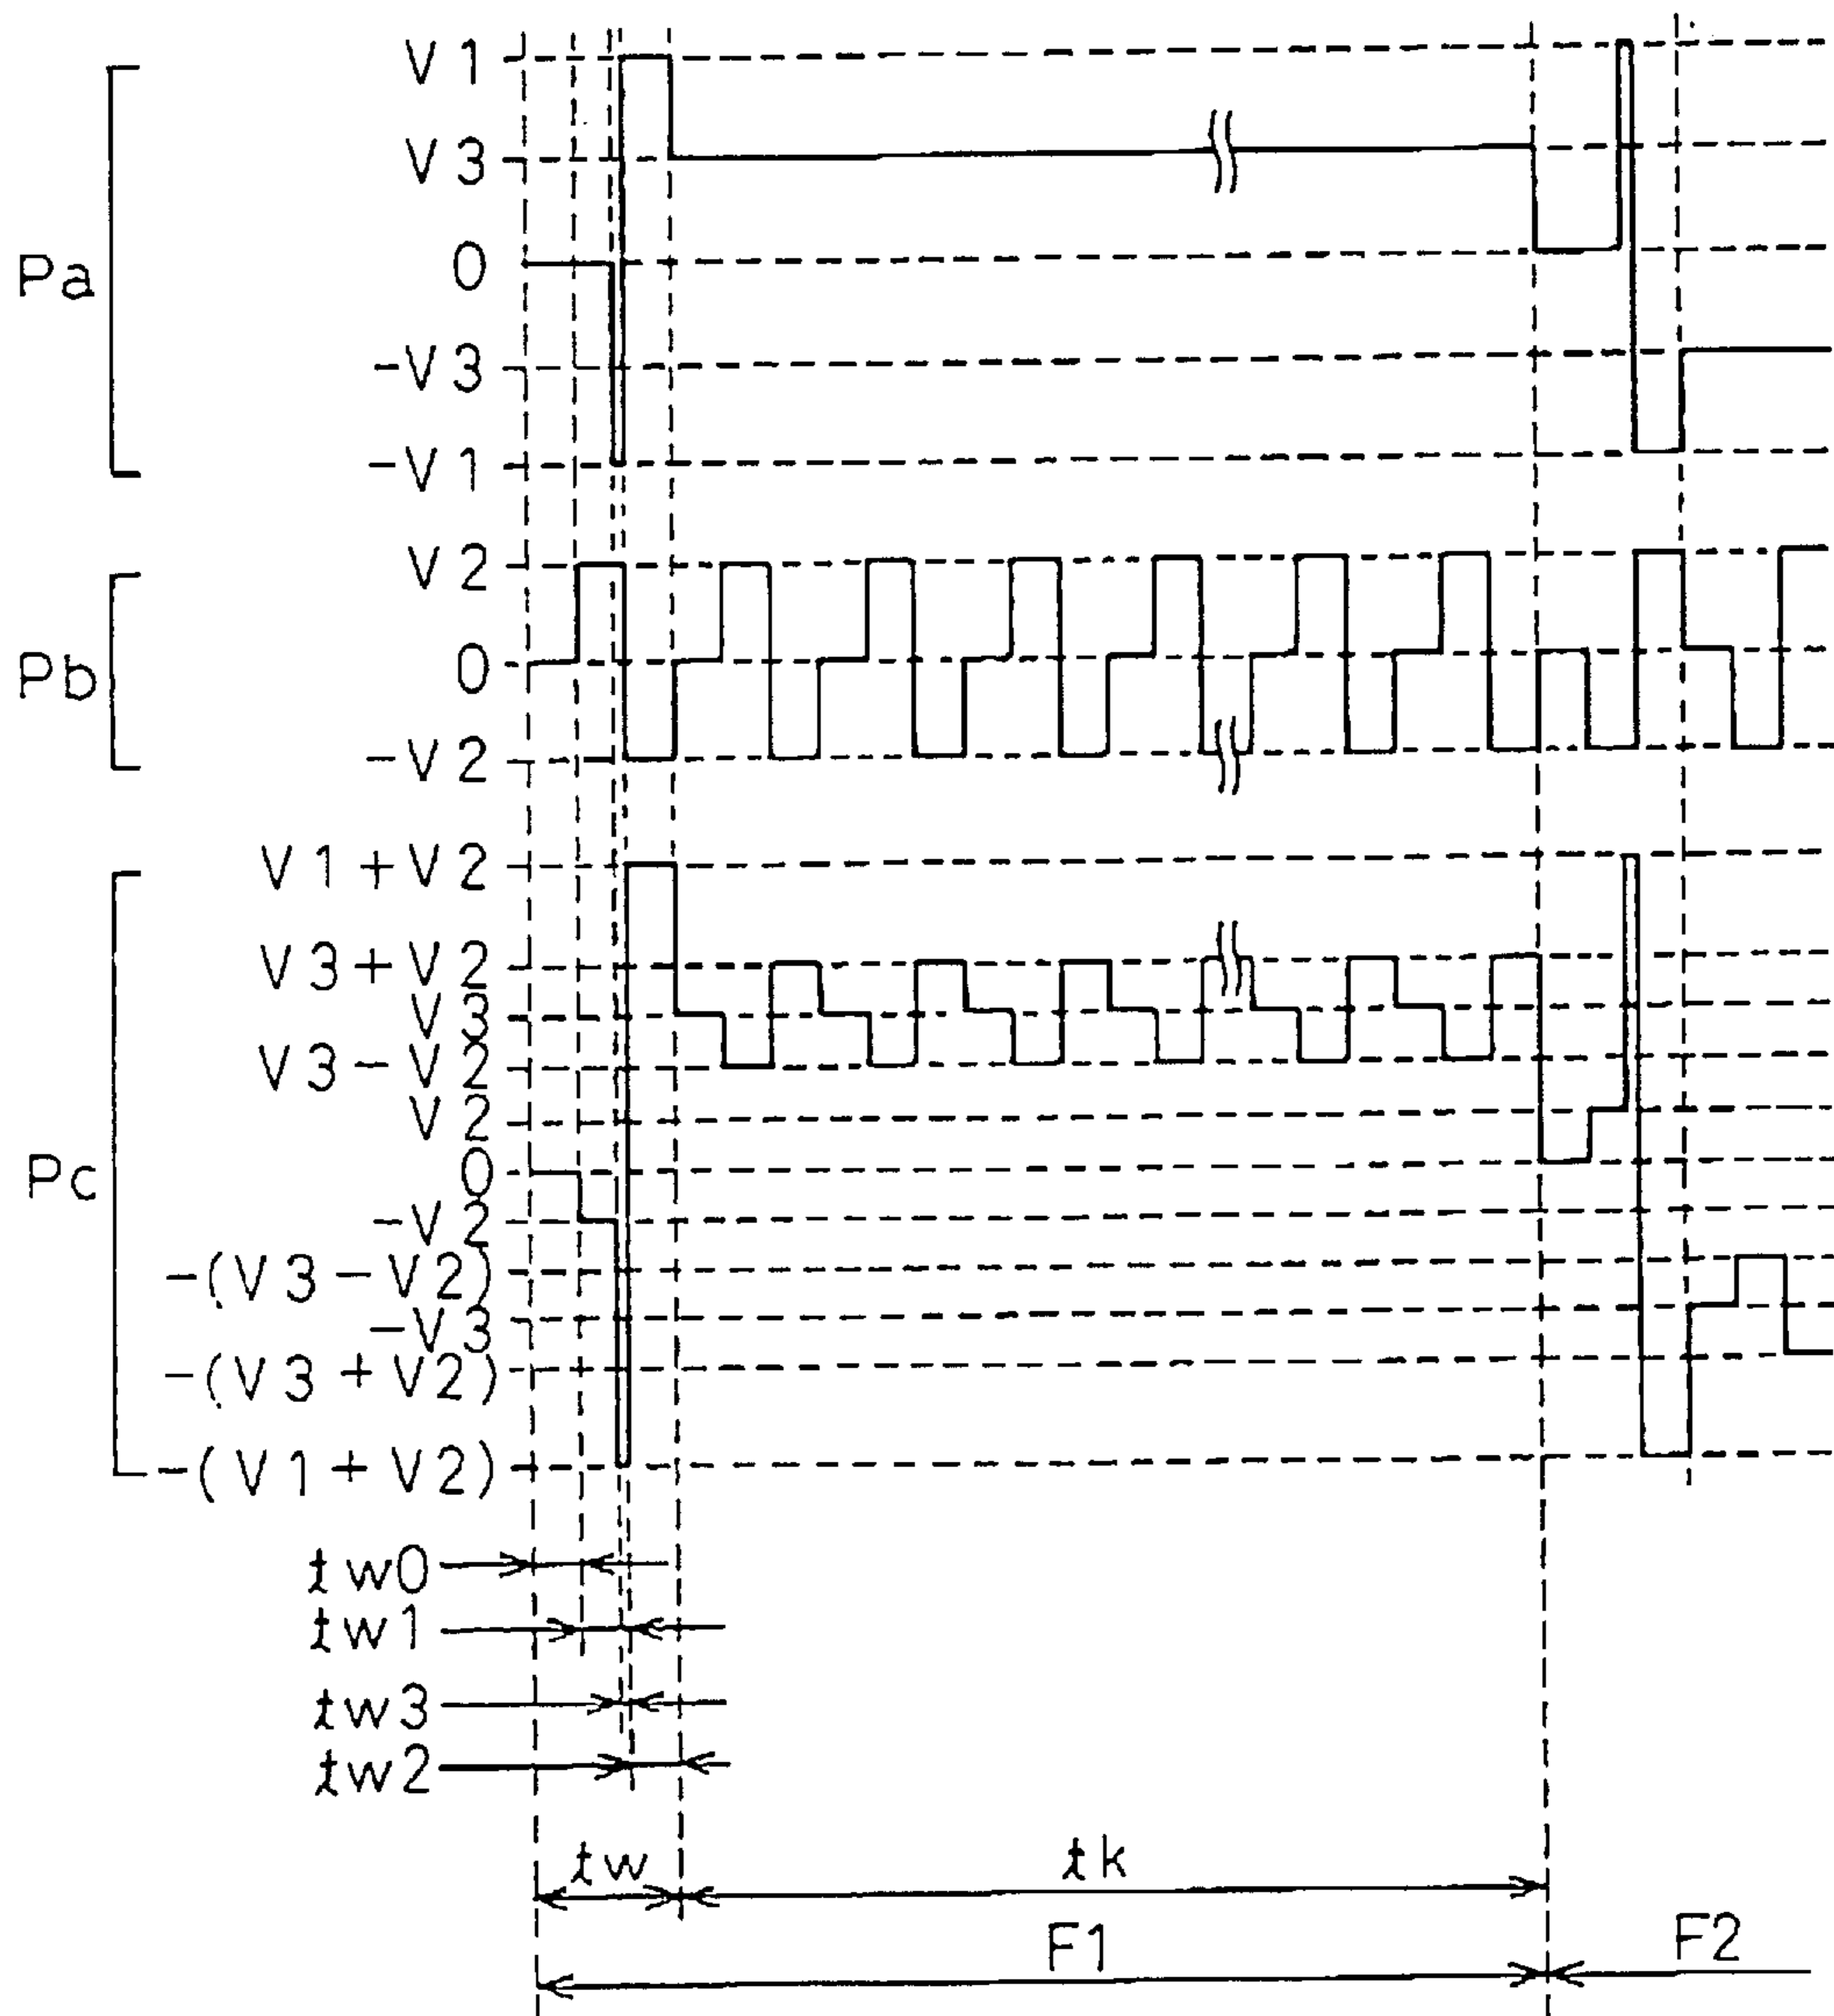 Pa
V1
V3
0
-V3
-V1
Pb
V2
0
-V2
Pc
V1+V2
V3+V2
V3
V3-V2
V2
0
-V2
-(V3-V2)
-V3
-(V3+V2)
-(V1+V2)
tw0
tw1
tw3
tw2
tw
tk
F1
F2